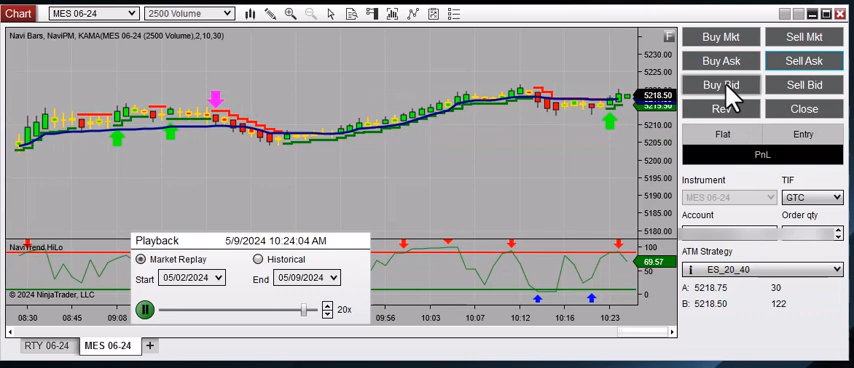 Chart MES 06-24 2500 Volume
Navi Bars, NaviPM, KAMA(MES 06-24 (2500 Volume),2,10,30)
F
5230.00
5225.00
5220.00
5218.50
5210.00
5205.00
5200.00
5195.00
5190.00
5185.00
5180.00
NaviTrend.HiLo
100
69.57
50
0
Playback 5/9/2024 10:24:04 AM
Market Replay Historical
Start 05/02/2024 End 05/09/2024
20x
© 2024 NinjaTrader, LLC
08:30 08:45 09:08 09:56 10:03 10:07 10:12 10:16 10:23
RTY 06-24 MES 06-24 +
Buy Mkt Sell Mkt
Buy Ask Sell Ask
Buy Bid Sell Bid
Rev Close
Flat Entry
PnL
Instrument TIF
MES 06-24 GTC
Account Order qty
ATM Strategy
ES_20_40
A: 5218.75 30
B: 5218.50 122